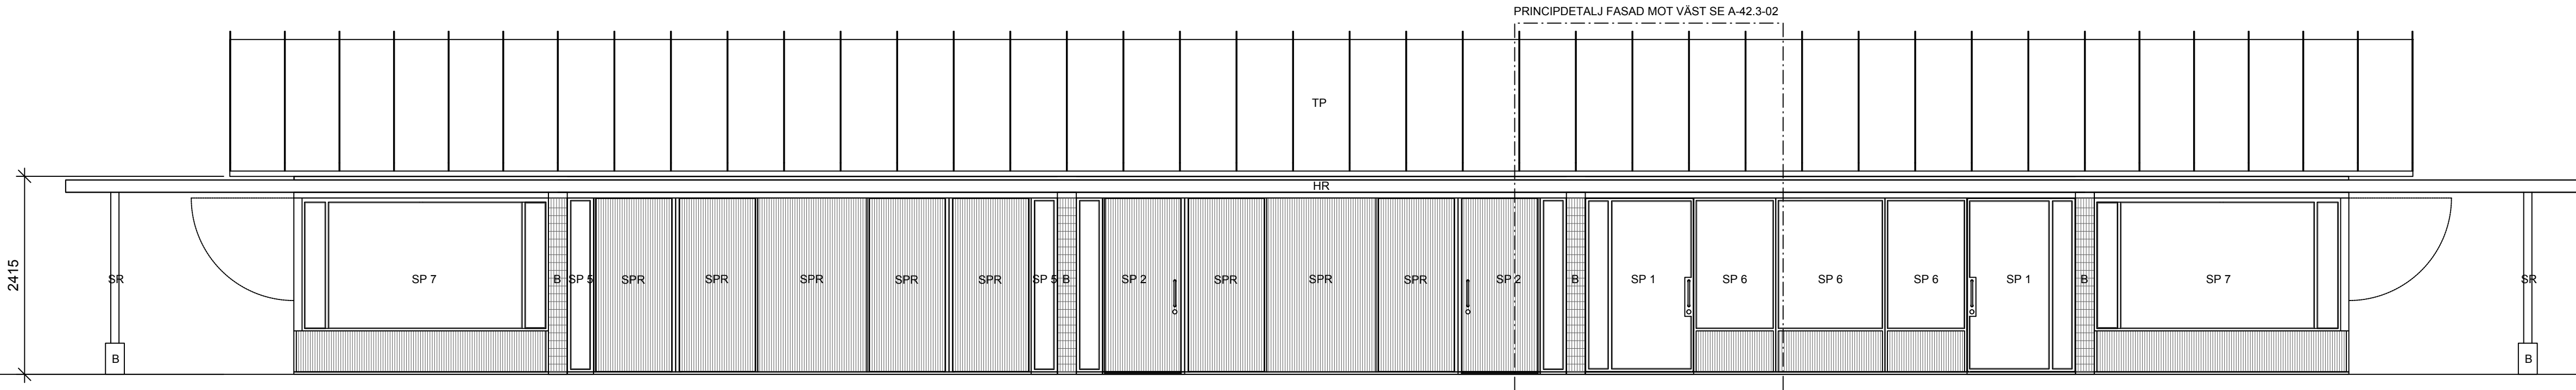 PRINCIPDETALJ FASAD MOT VÄST SE A-42.3-02
TP
HR
2415
SR
SP 7
B
SP 5
SPR
SPR
SPR
SPR
SPR
SP 5
B
SP 2
SPR
SPR
SPR
SP 2
B
SP 1
SP 6
SP 6
SP 6
SP 1
B
SP 7
SR
B
B